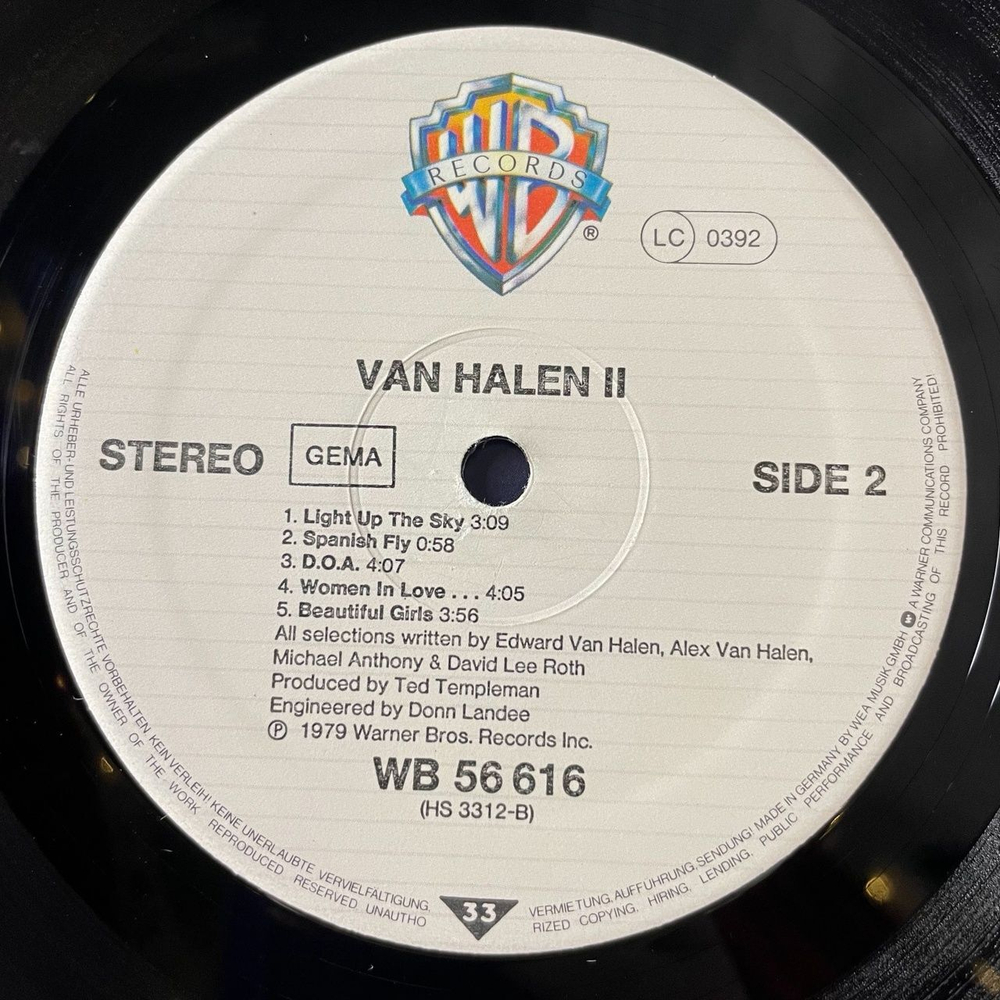 WB
RECORDS
®
LC 0392
VAN HALEN II
STEREO GEMA
SIDE 2
1. Light Up The Sky 3:09
2. Spanish Fly 0:58
3. D.O.A. 4:07
4. Women In Love . . . 4:05
5. Beautiful Girls 3:56
All selections written by Edward Van Halen, Alex Van Halen,
Michael Anthony & David Lee Roth
Produced by Ted Templeman
Engineered by Donn Landee
℗ 1979 Warner Bros. Records Inc.
WB 56 616
(HS 3312-B)
33
ALLE URHEBER- UND LEISTUNGSSCHUTZRECHTE VORBEHALTEN KEIN VERLEIH! KEINE UNERLAUBTE VERVIELFÄLTIGUNG, VERMIETUNG, AUFFÜHRUNG, SENDUNG! MADE IN GERMANY BY WEA MUSIK GMBH A WARNER COMMUNICATIONS COMPANY
ALL RIGHTS OF THE PRODUCER AND OF THE OWNER OF THE WORK REPRODUCED RESERVED. UNAUTHORIZED COPYING, HIRING, LENDING, PUBLIC PERFORMANCE AND BROADCASTING OF THIS RECORD PROHIBITED!